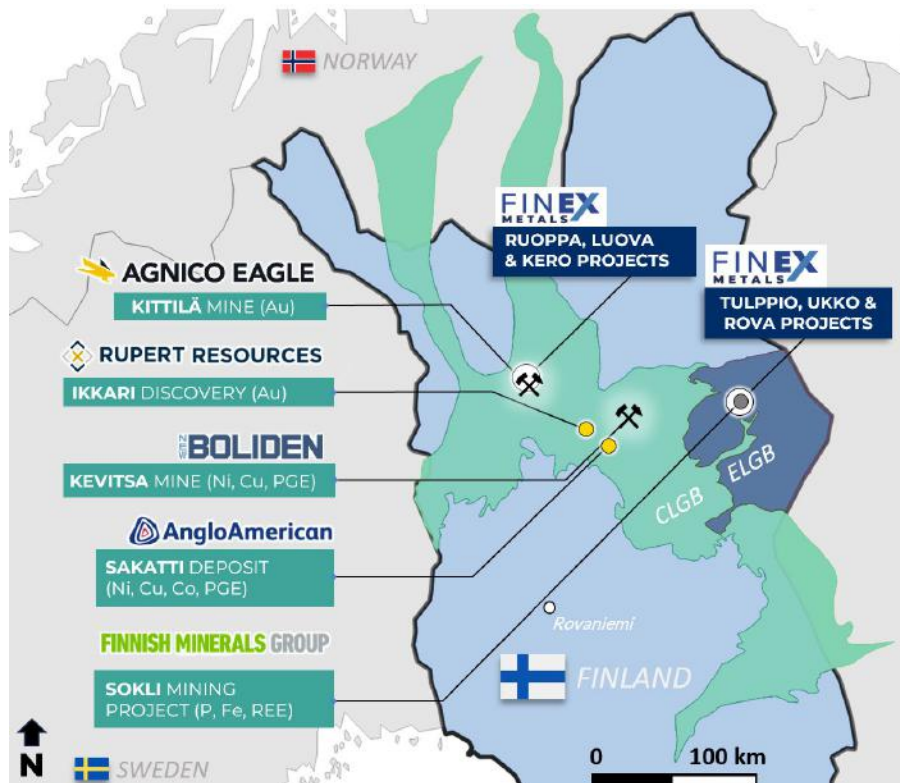 NORWAY
FINEX
METALS
RUOPPA, LUOVA
& KERO PROJECTS
FINEX
METALS
TULPPIO, UKKO &
ROVA PROJECTS
AGNICO EAGLE
KITTILÄ MINE (Au)
RUPERT RESOURCES
IKKARI DISCOVERY (Au)
NEW BOLIDEN
KEVITSA MINE (Ni, Cu, PGE)
AngloAmerican
SAKATTI DEPOSIT
(Ni, Cu, Co, PGE)
FINNISH MINERALS GROUP
SOKLI MINING
PROJECT (P, Fe, REE)
CLGB
ELGB
Rovaniemi
FINLAND
N
SWEDEN
0 100 km